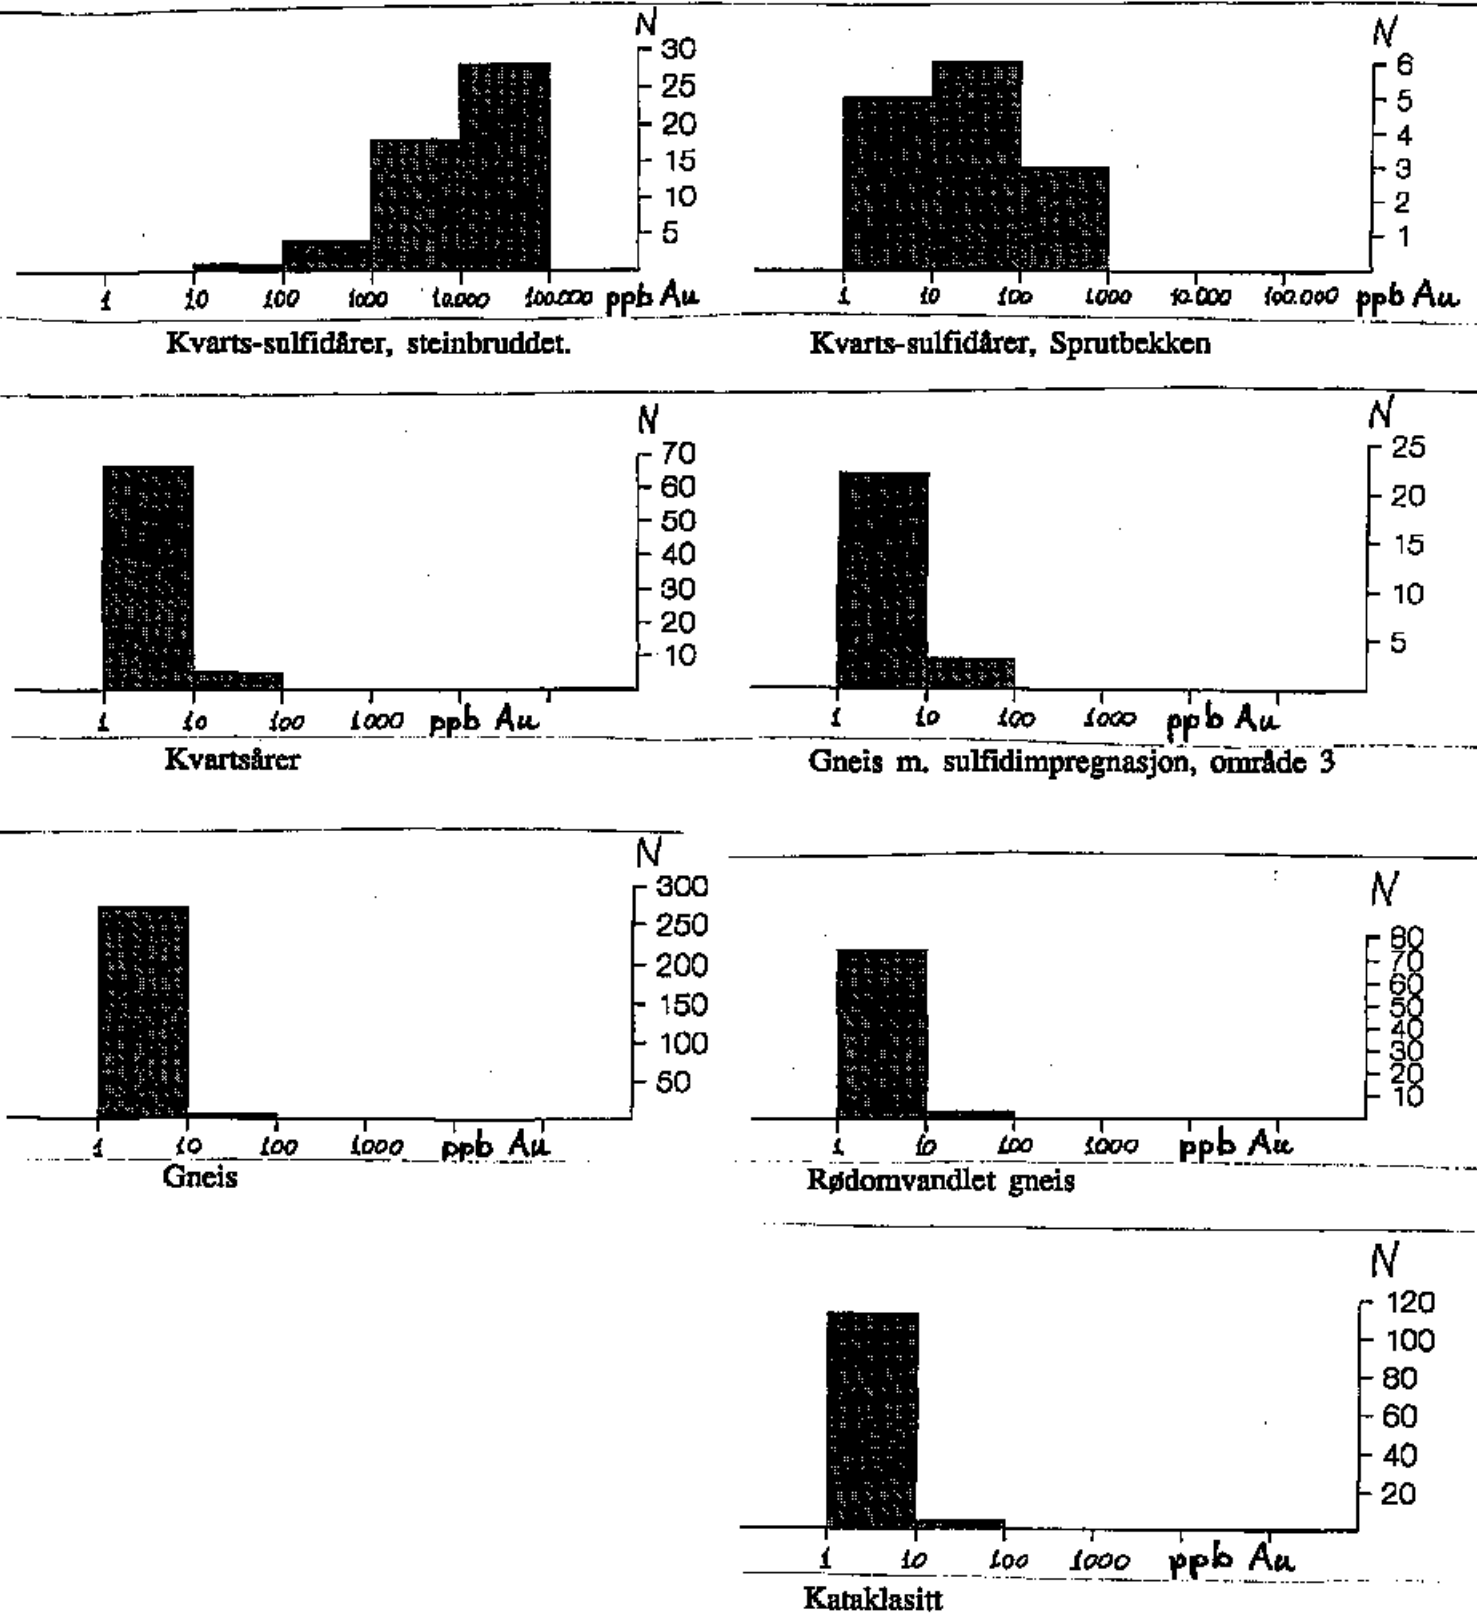 N
30
25
20
15
10
5
1 10 100 1000 10.000 100.000 ppb Au
Kvarts-sulfidårer, steinbruddet.
N
6
5
4
3
2
1
1 10 100 1000 10.000 100.000 ppb Au
Kvarts-sulfidårer, Sprutbekken
N
70
60
50
40
30
20
10
1 10 100 1000 ppb Au
Kvartsårer
N
25
20
15
10
5
1 10 100 1000 ppb Au
Gneis m. sulfidimpregnasjon, område 3
N
300
250
200
150
100
50
1 10 100 1000 ppb Au
Gneis
N
80
70
60
50
40
30
20
10
1 10 100 1000 ppb Au
Rødomvandlet gneis
N
120
100
80
60
40
20
1 10 100 1000 ppb Au
Kataklasitt